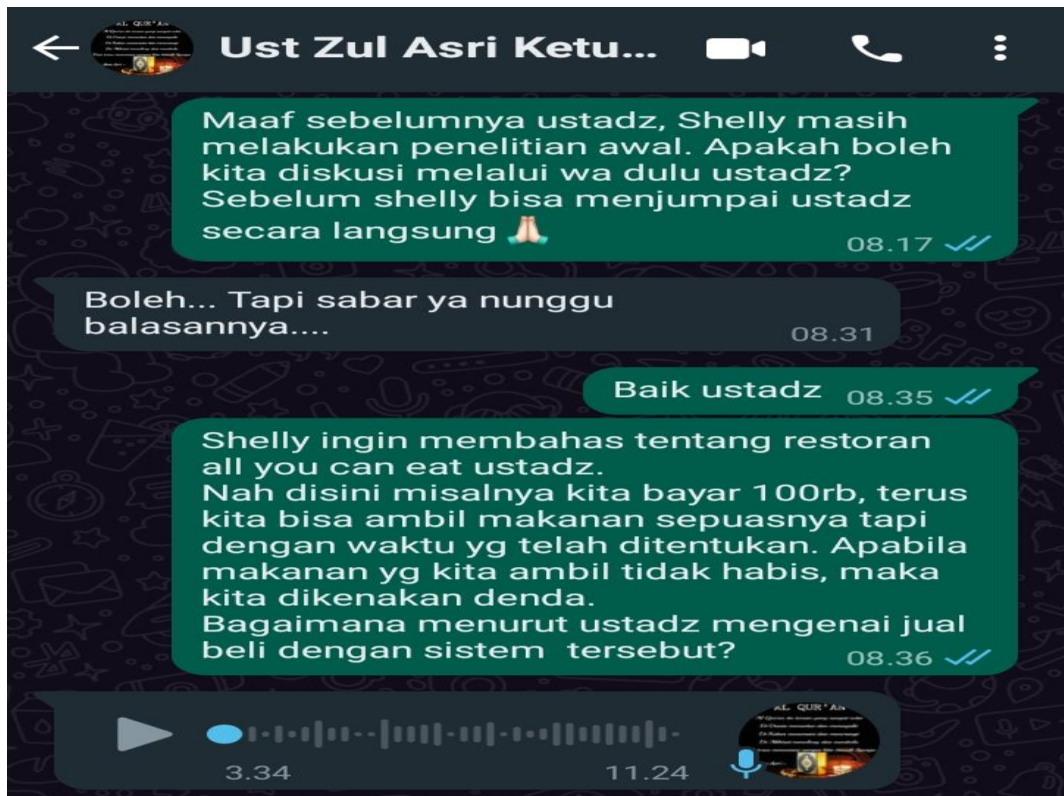 Ust Zul Asri Ketu...
Maaf sebelumnya ustadz, Shelly masih
melakukan penelitian awal. Apakah boleh
kita diskusi melalui wa dulu ustadz?
Sebelum shelly bisa menjumpai ustadz
secara langsung 🙏🏻
08.17
Boleh... Tapi sabar ya nunggu
balasannya....
08.31
Baik ustadz 08.35
Shelly ingin membahas tentang restoran
all you can eat ustadz.
Nah disini misalnya kita bayar 100rb, terus
kita bisa ambil makanan sepuasnya tapi
dengan waktu yg telah ditentukan. Apabila
makanan yg kita ambil tidak habis, maka
kita dikenakan denda.
Bagaimana menurut ustadz mengenai jual
beli dengan sistem tersebut?
08.36
AL QUR'AN
3.34 11.24